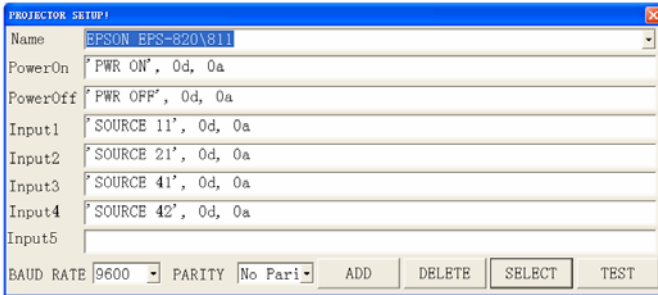 PROJECTOR SETUP!
Name EPSON EPS-820\811
PowerOn 'PWR ON', 0d, 0a
PowerOff 'PWR OFF', 0d, 0a
Input1 'SOURCE 11', 0d, 0a
Input2 'SOURCE 21', 0d, 0a
Input3 'SOURCE 41', 0d, 0a
Input4 'SOURCE 42', 0d, 0a
Input5
BAUD RATE 9600 PARITY No Pari ADD DELETE SELECT TEST